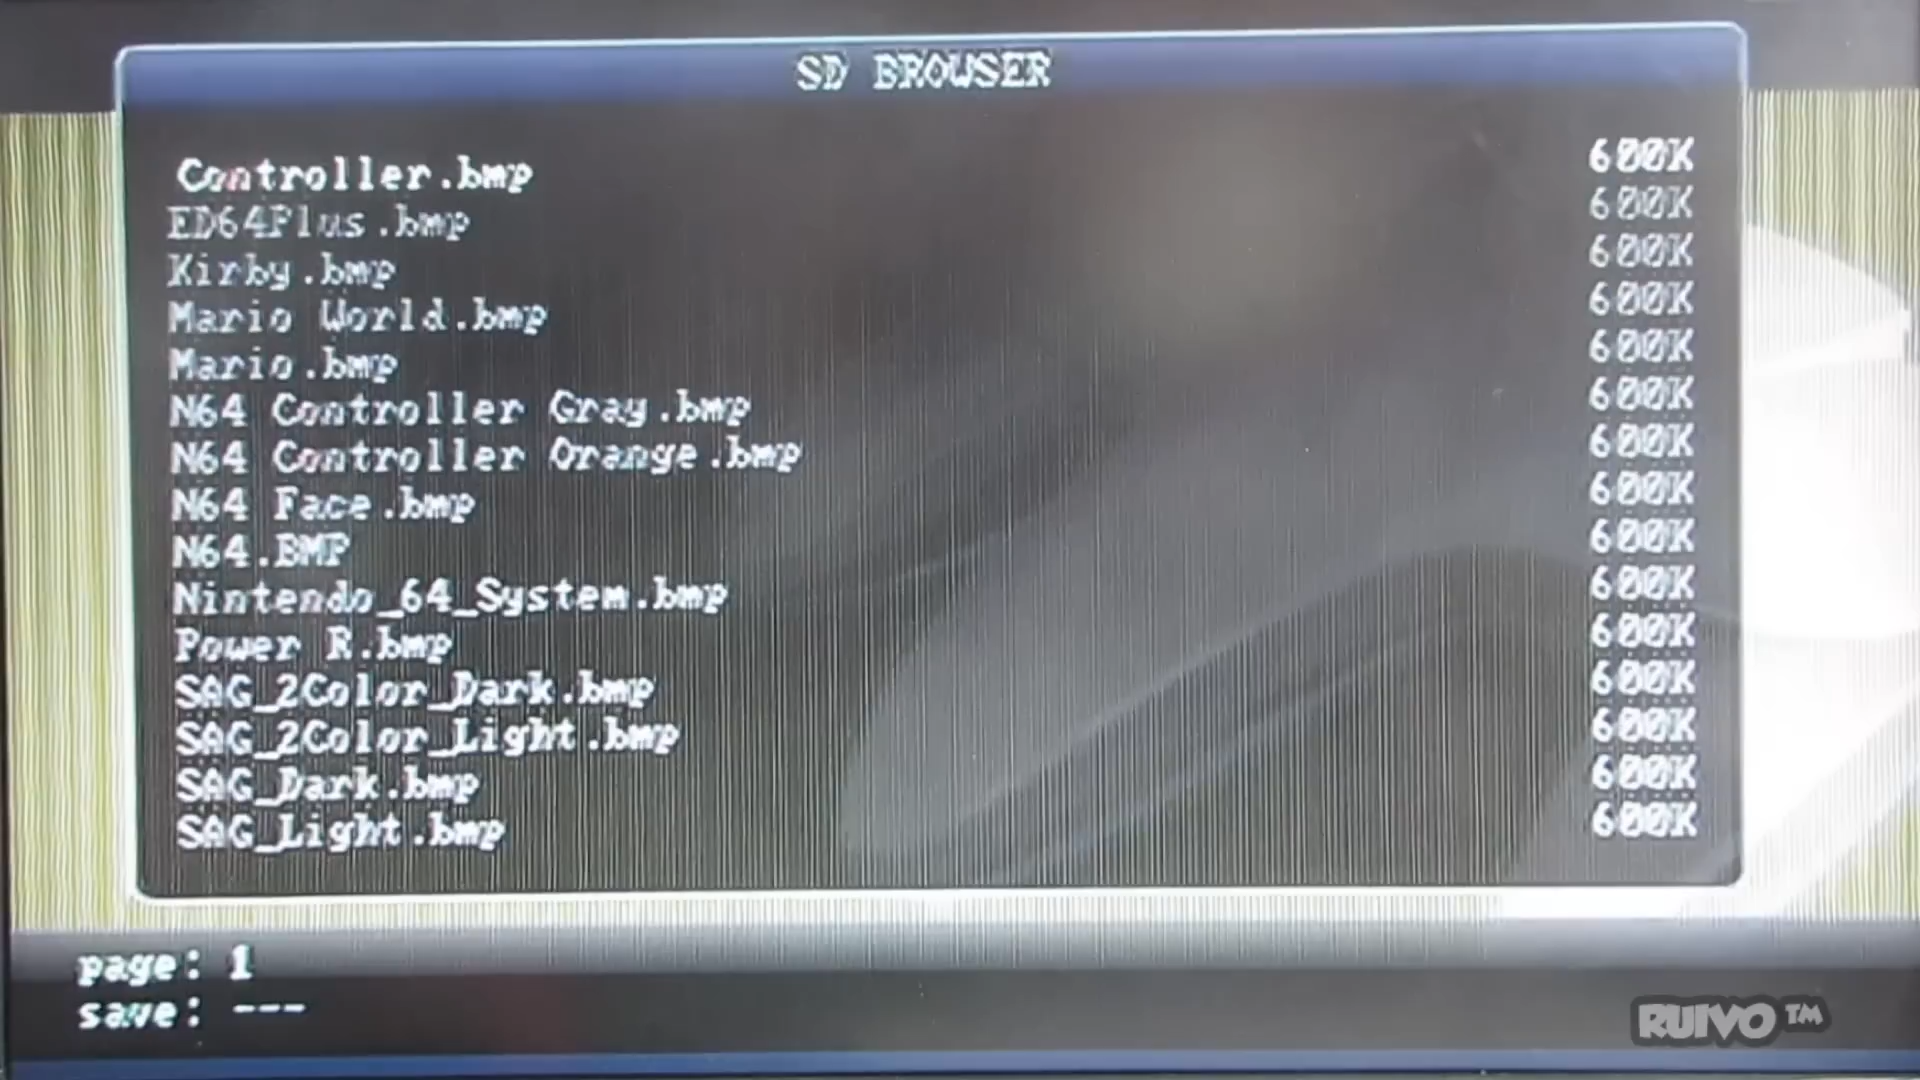 SD BROWSER
Controller.bmp 600K
ED64Plus.bmp 600K
Kirby.bmp 600K
Mario World.bmp 600K
Mario.bmp 600K
N64 Controller Gray.bmp 600K
N64 Controller Orange.bmp 600K
N64 Face.bmp 600K
N64.BMP 600K
Nintendo_64_System.bmp 600K
Power R.bmp 600K
SAG_2Color_Dark.bmp 600K
SAG_2Color_Light.bmp 600K
SAG_Dark.bmp 600K
SAG_Light.bmp 600K
page: 1
save: ---
RUIVO™